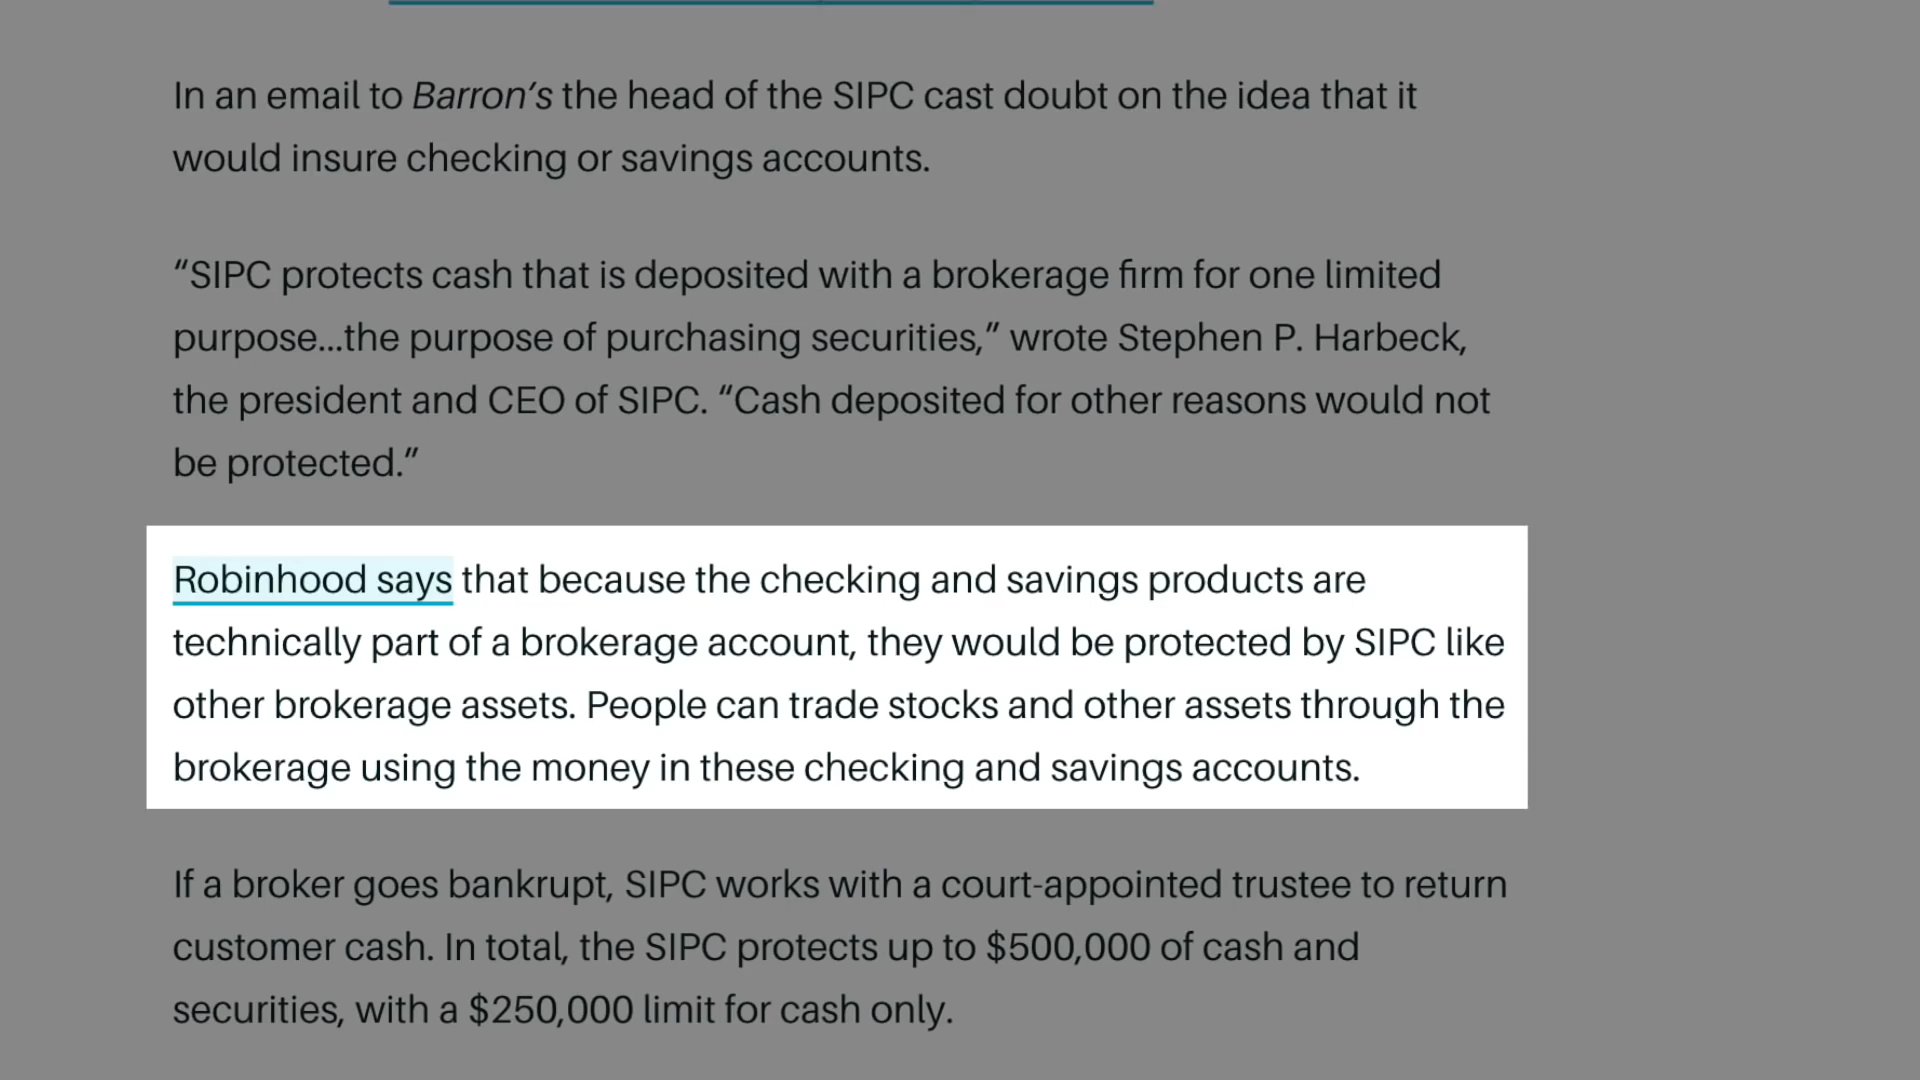 In an email to Barron’s the head of the SIPC cast doubt on the idea that it
would insure checking or savings accounts.
“SIPC protects cash that is deposited with a brokerage firm for one limited
purpose...the purpose of purchasing securities,” wrote Stephen P. Harbeck,
the president and CEO of SIPC. “Cash deposited for other reasons would not
be protected.”
Robinhood says that because the checking and savings products are
technically part of a brokerage account, they would be protected by SIPC like
other brokerage assets. People can trade stocks and other assets through the
brokerage using the money in these checking and savings accounts.
If a broker goes bankrupt, SIPC works with a court-appointed trustee to return
customer cash. In total, the SIPC protects up to $500,000 of cash and
securities, with a $250,000 limit for cash only.